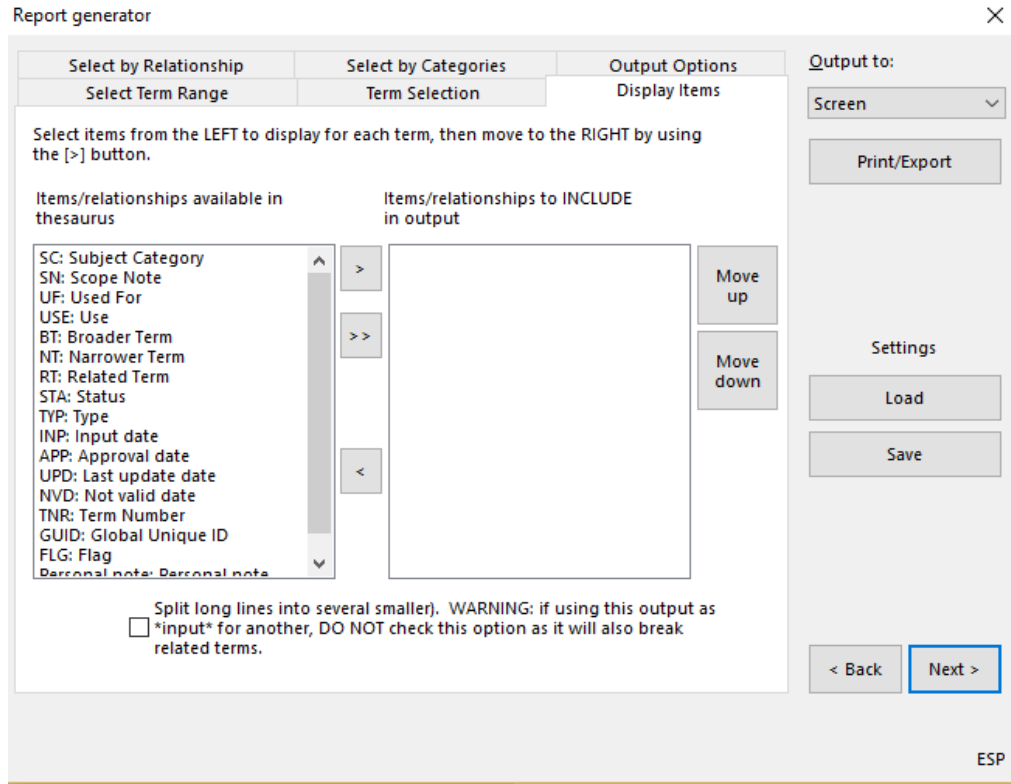 Report generator
Select by Relationship
Select by Categories
Output Options
Select Term Range
Term Selection
Display Items
Select items from the LEFT to display for each term, then move to the RIGHT by using
the [>] button.
Items/relationships available in
thesaurus
Items/relationships to INCLUDE
in output
SC: Subject Category
SN: Scope Note
UF: Used For
USE: Use
BT: Broader Term
NT: Narrower Term
RT: Related Term
STA: Status
TYP: Type
INP: Input date
APP: Approval date
UPD: Last update date
NVD: Not valid date
TNR: Term Number
GUID: Global Unique ID
FLG: Flag
Personal note: Personal note
>
>>
<
Move
up
Move
down
Split long lines into several smaller). WARNING: if using this output as
*input* for another, DO NOT check this option as it will also break
related terms.
Output to:
Screen
Print/Export
Settings
Load
Save
< Back
Next >
ESP